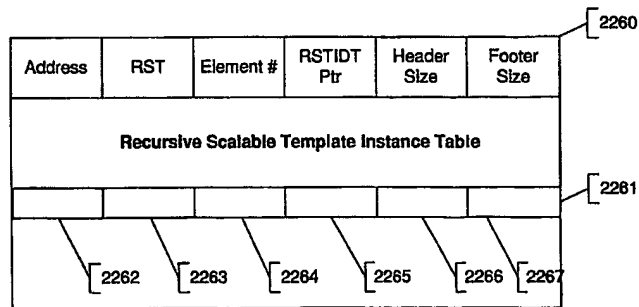 2260
Address RST Element # RSTIDT Ptr Header Size Footer Size
Recursive Scalable Template Instance Table
2261
2262 2263 2264 2265 2266 2267